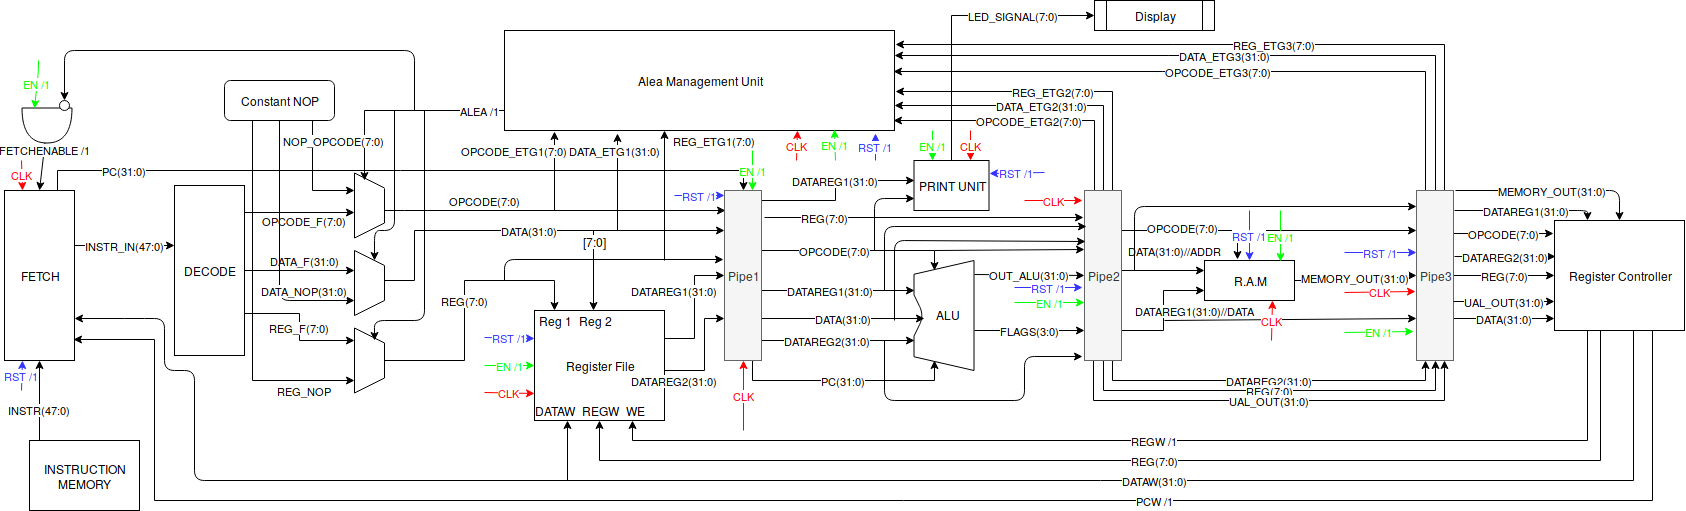 LED_SIGNAL(7:0)
Display
REG_ETG3(7:0)
DATA_ETG3(31:0)
OPCODE_ETG3(7:0)
Alea Management Unit
EN /1
Constant NOP
ALEA /1
REG_ETG2(7:0)
DATA_ETG2(31:0)
OPCODE_ETG2(7:0)
NOP_OPCODE(7:0)
FETCHENABLE /1
OPCODE_ETG1(7:0)
DATA_ETG1(31:0)
REG_ETG1(7:0)
CLK
EN /1
RST /1
EN /1
CLK
CLK
PC(31:0)
EN /1
DATAREG1(31:0)
PRINT UNIT
RST /1
RST /1
OPCODE(7:0)
CLK
MEMORY_OUT(31:0)
DATAREG1(31:0)
OPCODE_F(7:0)
REG(7:0)
DATA(31:0)
[7:0]
OPCODE(7:0)
RST /1
EN /1
OPCODE(7:0)
INSTR_IN(47:0)
OPCODE(7:0)
DATA(31:0)//ADDR
RST /1
DATAREG2(31:0)
DECODE
DATA_F(31:0)
FETCH
Pipe1
OUT_ALU(31:0)
Pipe2
R.A.M
MEMORY_OUT(31:0)
Pipe3
REG(7:0)
Register Controller
DATA_NOP(31:0)
DATAREG1(31:0)
DATAREG1(31:0)
RST /1
CLK
REG(7:0)
EN /1
UAL_OUT(31:0)
DATAREG1(31:0)//DATA
ALU
Reg 1
Reg 2
DATA(31:0)
CLK
DATA(31:0)
REG_F(7:0)
RST /1
DATAREG2(31:0)
FLAGS(3:0)
EN /1
Register File
EN /1
RST /1
DATAREG2(31:0)
PC(31:0)
DATAREG2(31:0)
REG_NOP
CLK
CLK
REG(7:0)
UAL_OUT(31:0)
INSTR(47:0)
DATAW
REGW
WE
REGW /1
REG(7:0)
INSTRUCTION
MEMORY
DATAW(31:0)
PCW /1